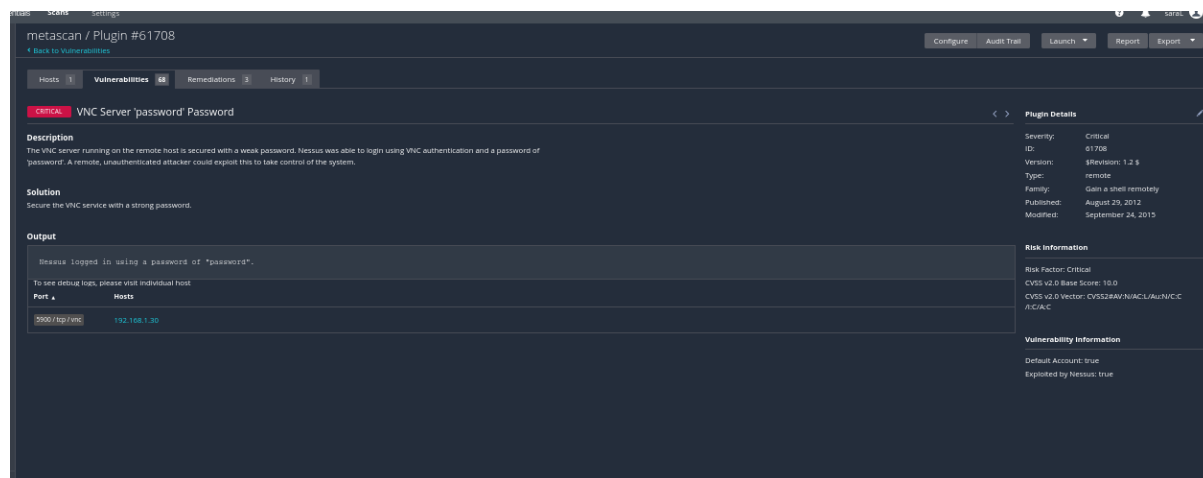 Scans Settings
saraL
metascan / Plugin #61708
Back to Vulnerabilities
Configure Audit Trail Launch Report Export
Hosts 1 Vulnerabilities 68 Remediations 3 History 1
CRITICAL VNC Server 'password' Password
Description
The VNC server running on the remote host is secured with a weak password. Nessus was able to login using VNC authentication and a password of
'password'. A remote, unauthenticated attacker could exploit this to take control of the system.
Solution
Secure the VNC service with a strong password.
Output
Nessus logged in using a password of "password".
To see debug logs, please visit individual host
Port Hosts
5900 / tcp / vnc 192.168.1.30
Plugin Details
Severity: Critical
ID: 61708
Version: $Revision: 1.2 $
Type: remote
Family: Gain a shell remotely
Published: August 29, 2012
Modified: September 24, 2015
Risk Information
Risk Factor: Critical
CVSS v2.0 Base Score: 10.0
CVSS v2.0 Vector: CVSS2#AV:N/AC:L/Au:N/C:C
/I:C/A:C
Vulnerability Information
Default Account: true
Exploited by Nessus: true